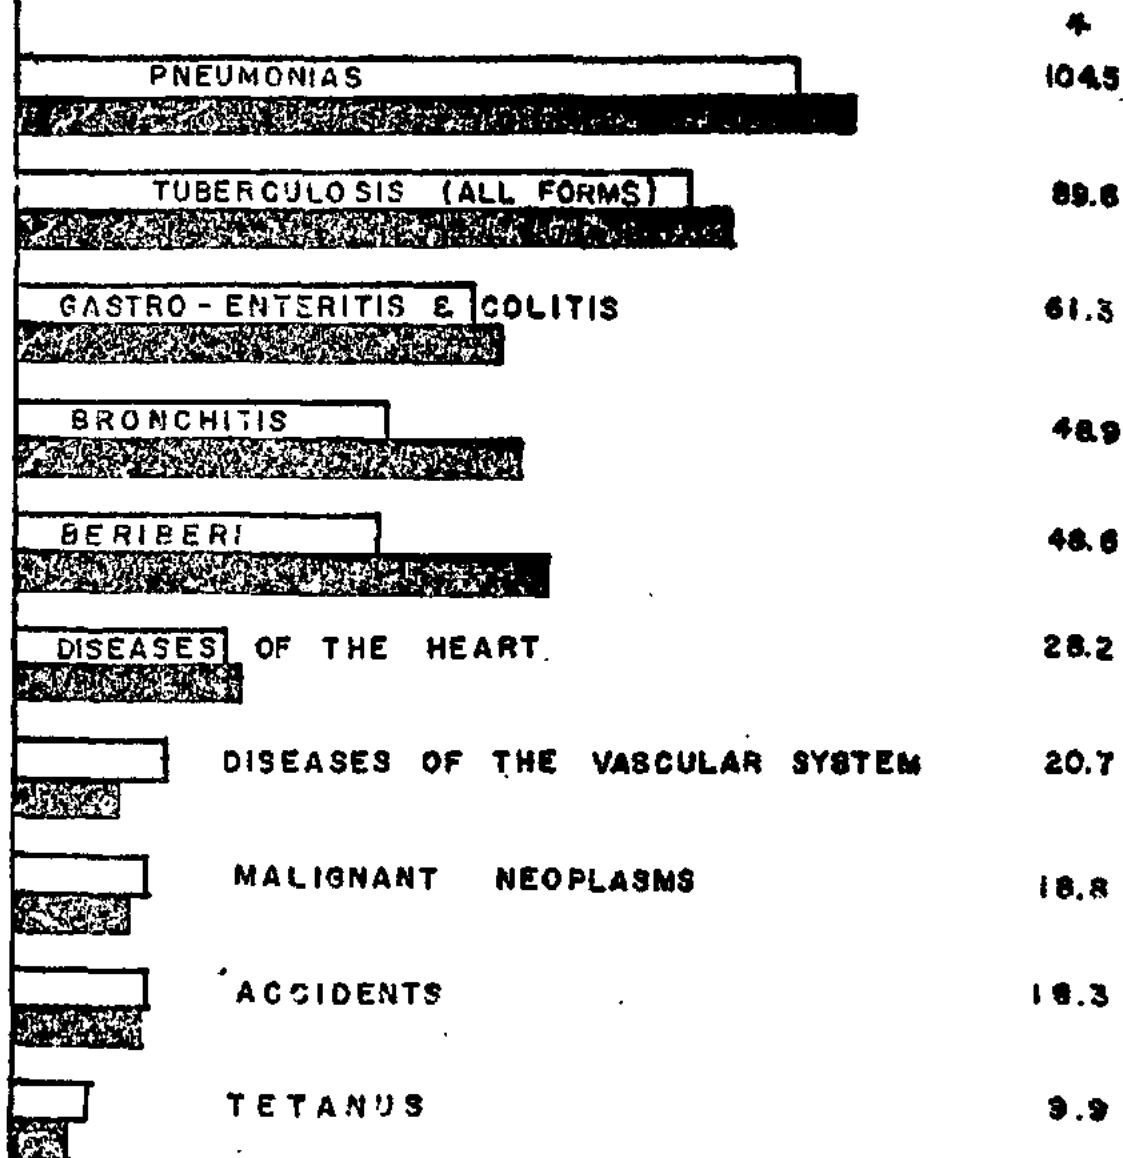 PNEUMONIAS 104.5
TUBERCULOSIS (ALL FORMS) 89.6
GASTRO-ENTERITIS & COLITIS 61.3
BRONCHITIS 48.9
BERIBERI 48.6
DISEASES OF THE HEART 28.2
DISEASES OF THE VASCULAR SYSTEM 20.7
MALIGNANT NEOPLASMS 18.8
ACCIDENTS 18.3
TETANUS 9.9